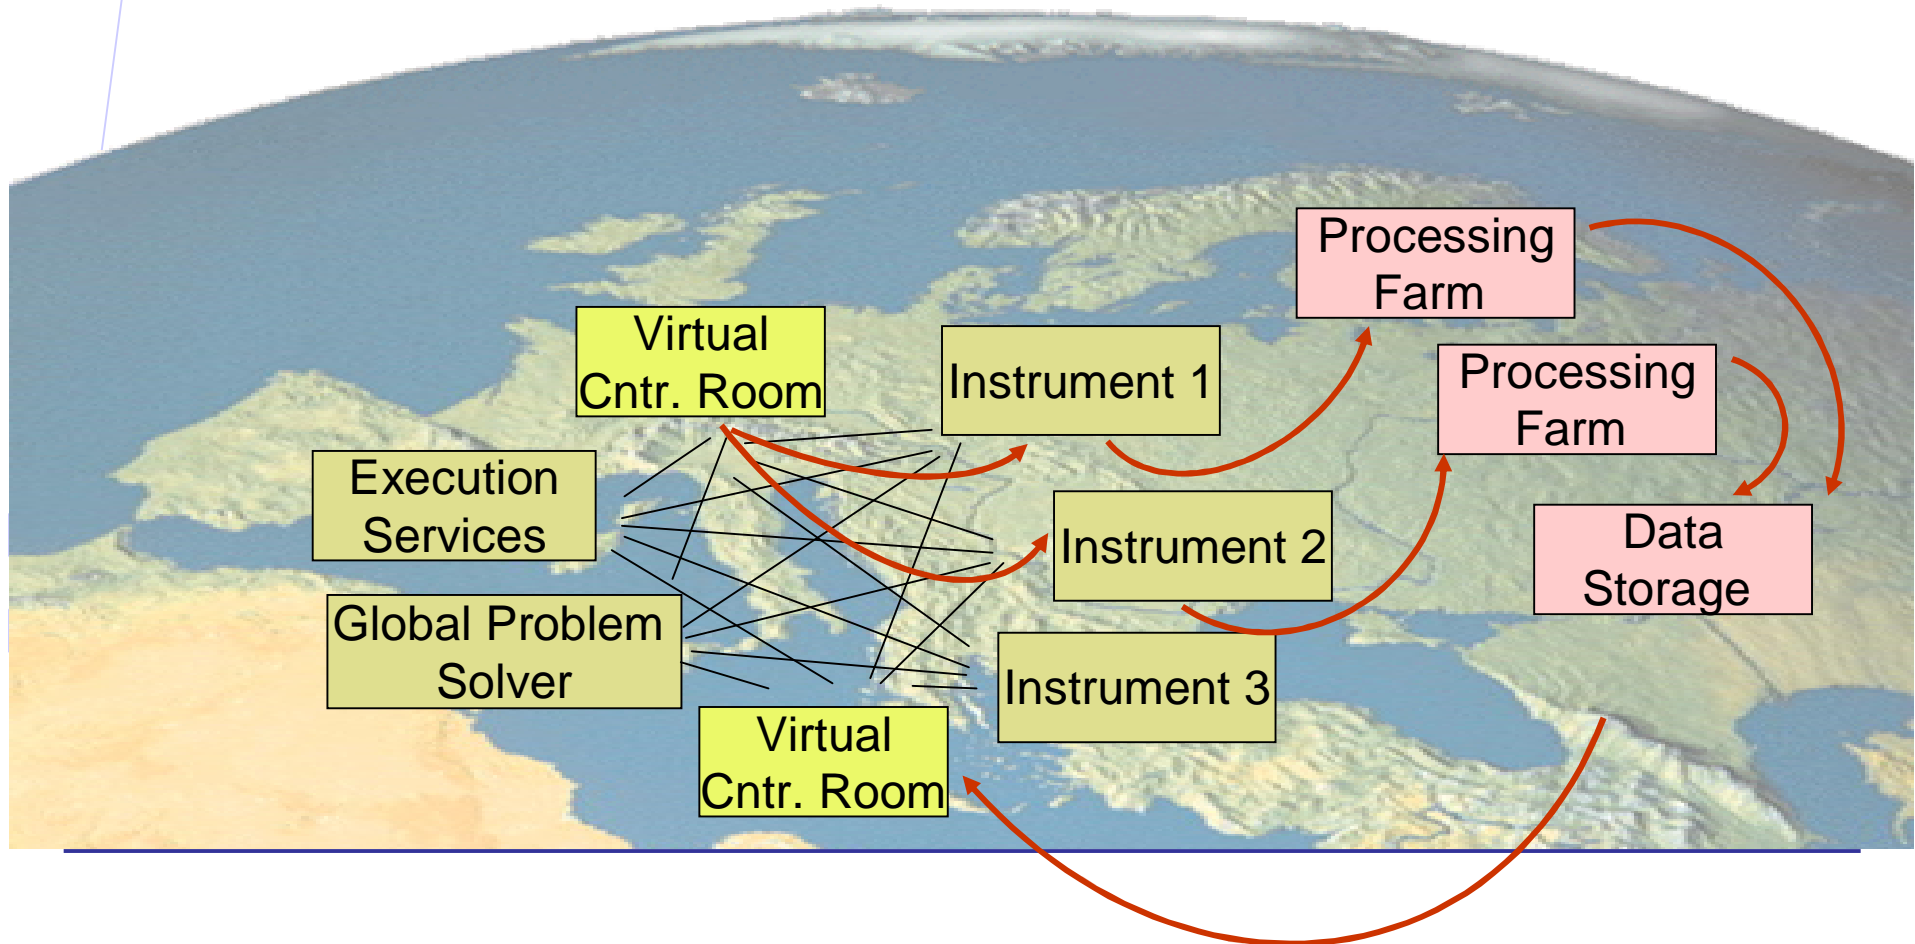 Processing
Farm
Virtual
Cntr. Room
Instrument 1
Processing
Farm
Execution
Services
Instrument 2
Data
Storage
Global Problem
Solver
Instrument 3
Virtual
Cntr. Room